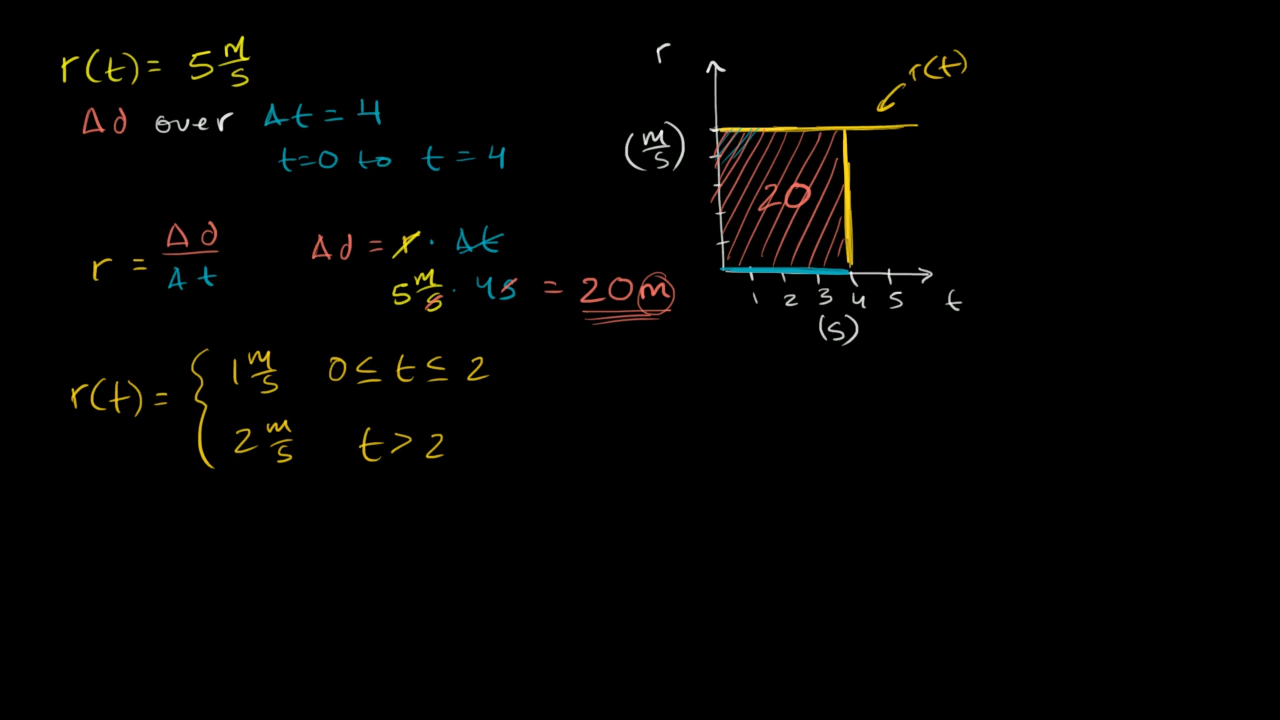 r(t) = 5 m/s
Δd over Δt = 4
t=0 to t = 4
r = Δd/Δt
Δd = r · Δt
5 m/s · 4s = 20m
r(t) = { 1 m/s 0 ≤ t ≤ 2
2 m/s t > 2
r
r(t)
(m/s)
20
1 2 3 4 5 t
(s)